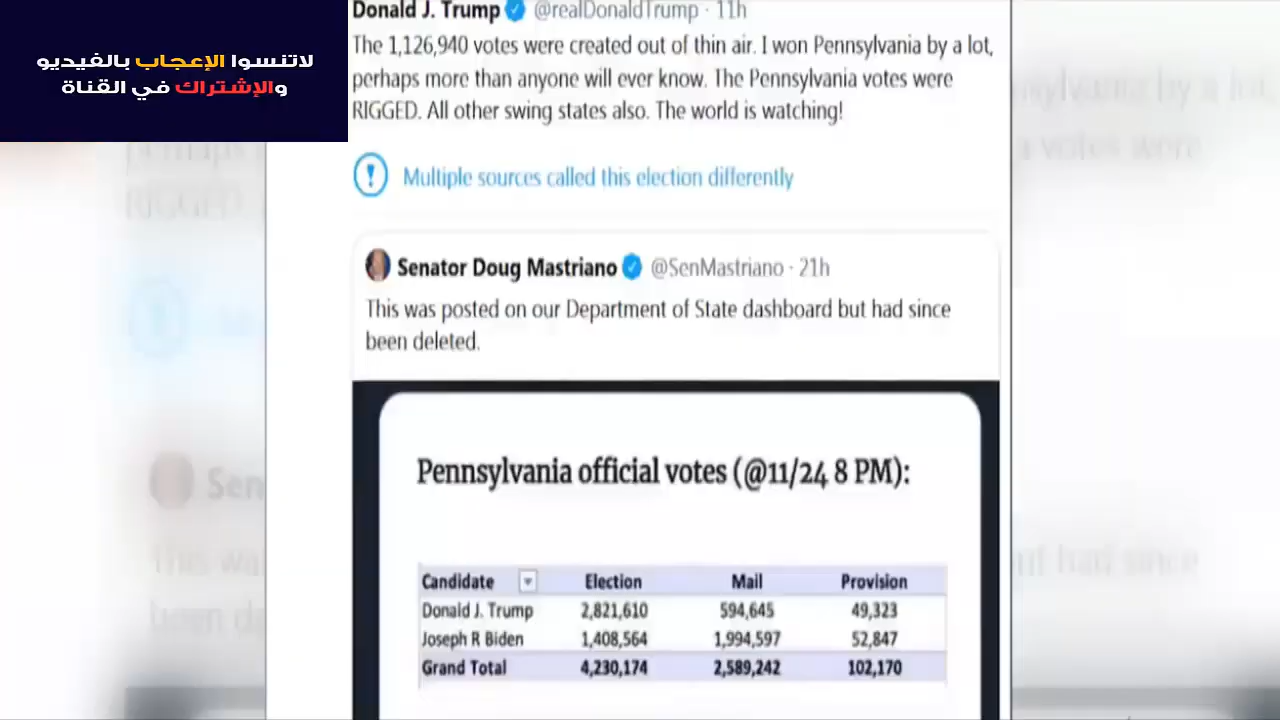 لاتنسوا الإعجاب بالفيديو
والإشتراك في القناة
Donald J. Trump @realDonaldTrump · 11h
The 1,126,940 votes were created out of thin air. I won Pennsylvania by a lot,
perhaps more than anyone will ever know. The Pennsylvania votes were
RIGGED. All other swing states also. The world is watching!
Multiple sources called this election differently
Senator Doug Mastriano @SenMastriano · 21h
This was posted on our Department of State dashboard but had since
been deleted.
Pennsylvania official votes (@11/24 8 PM):
Candidate Election Mail Provision
Donald J. Trump 2,821,610 594,645 49,323
Joseph R Biden 1,408,564 1,994,597 52,847
Grand Total 4,230,174 2,589,242 102,170